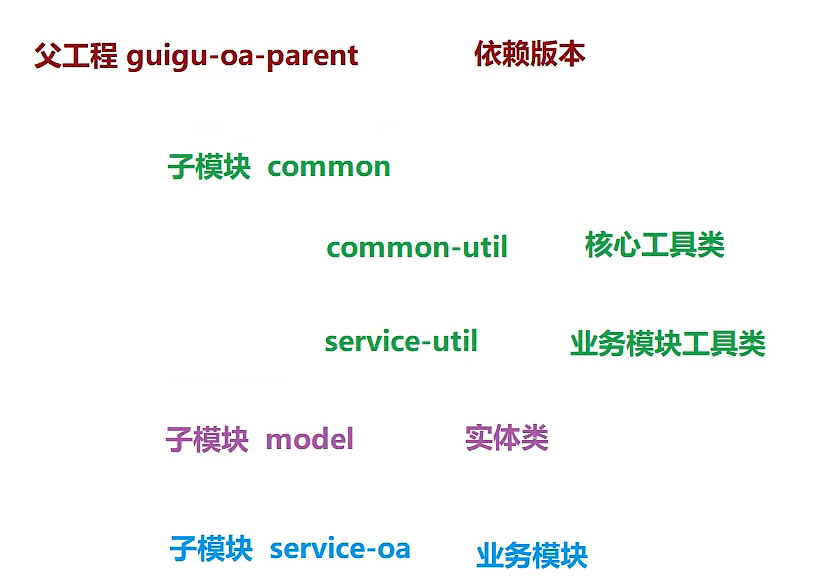 父工程 guigu-oa-parent 依赖版本
子模块 common
common-util 核心工具类
service-util 业务模块工具类
子模块 model 实体类
子模块 service-oa 业务模块